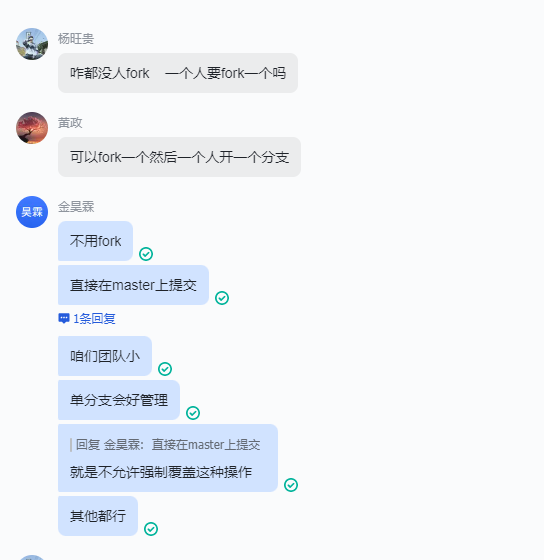 杨旺贵
咋都没人fork 一个人要fork一个吗
黄政
可以fork一个然后一个人开一个分支
昊霖
金昊霖
不用fork
直接在master上提交
1条回复
咱们团队小
单分支会好管理
回复 金昊霖：直接在master上提交
就是不允许强制覆盖这种操作
其他都行